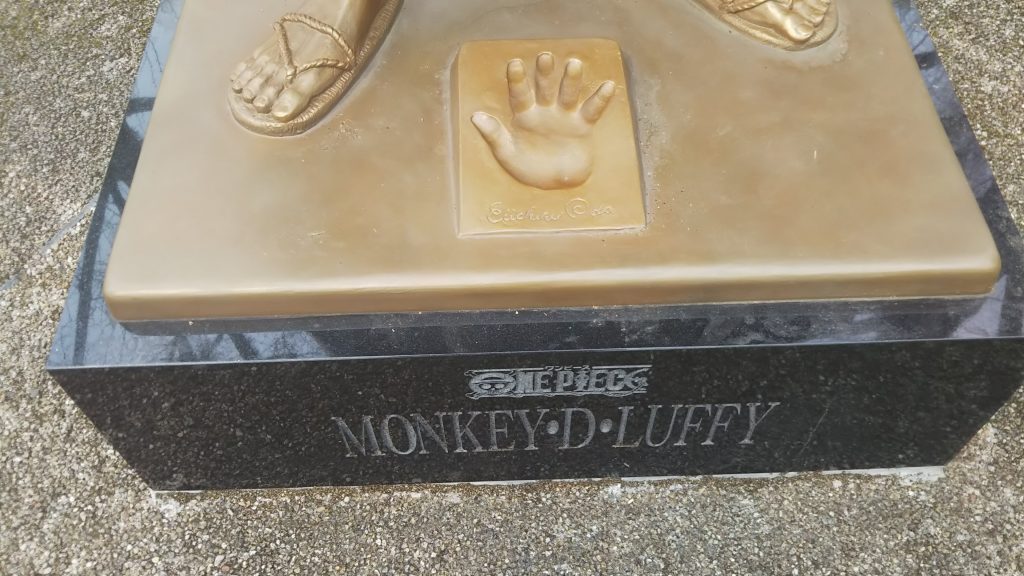 Eiichiro Oda
ONE PIECE
MONKEY•D•LUFFY